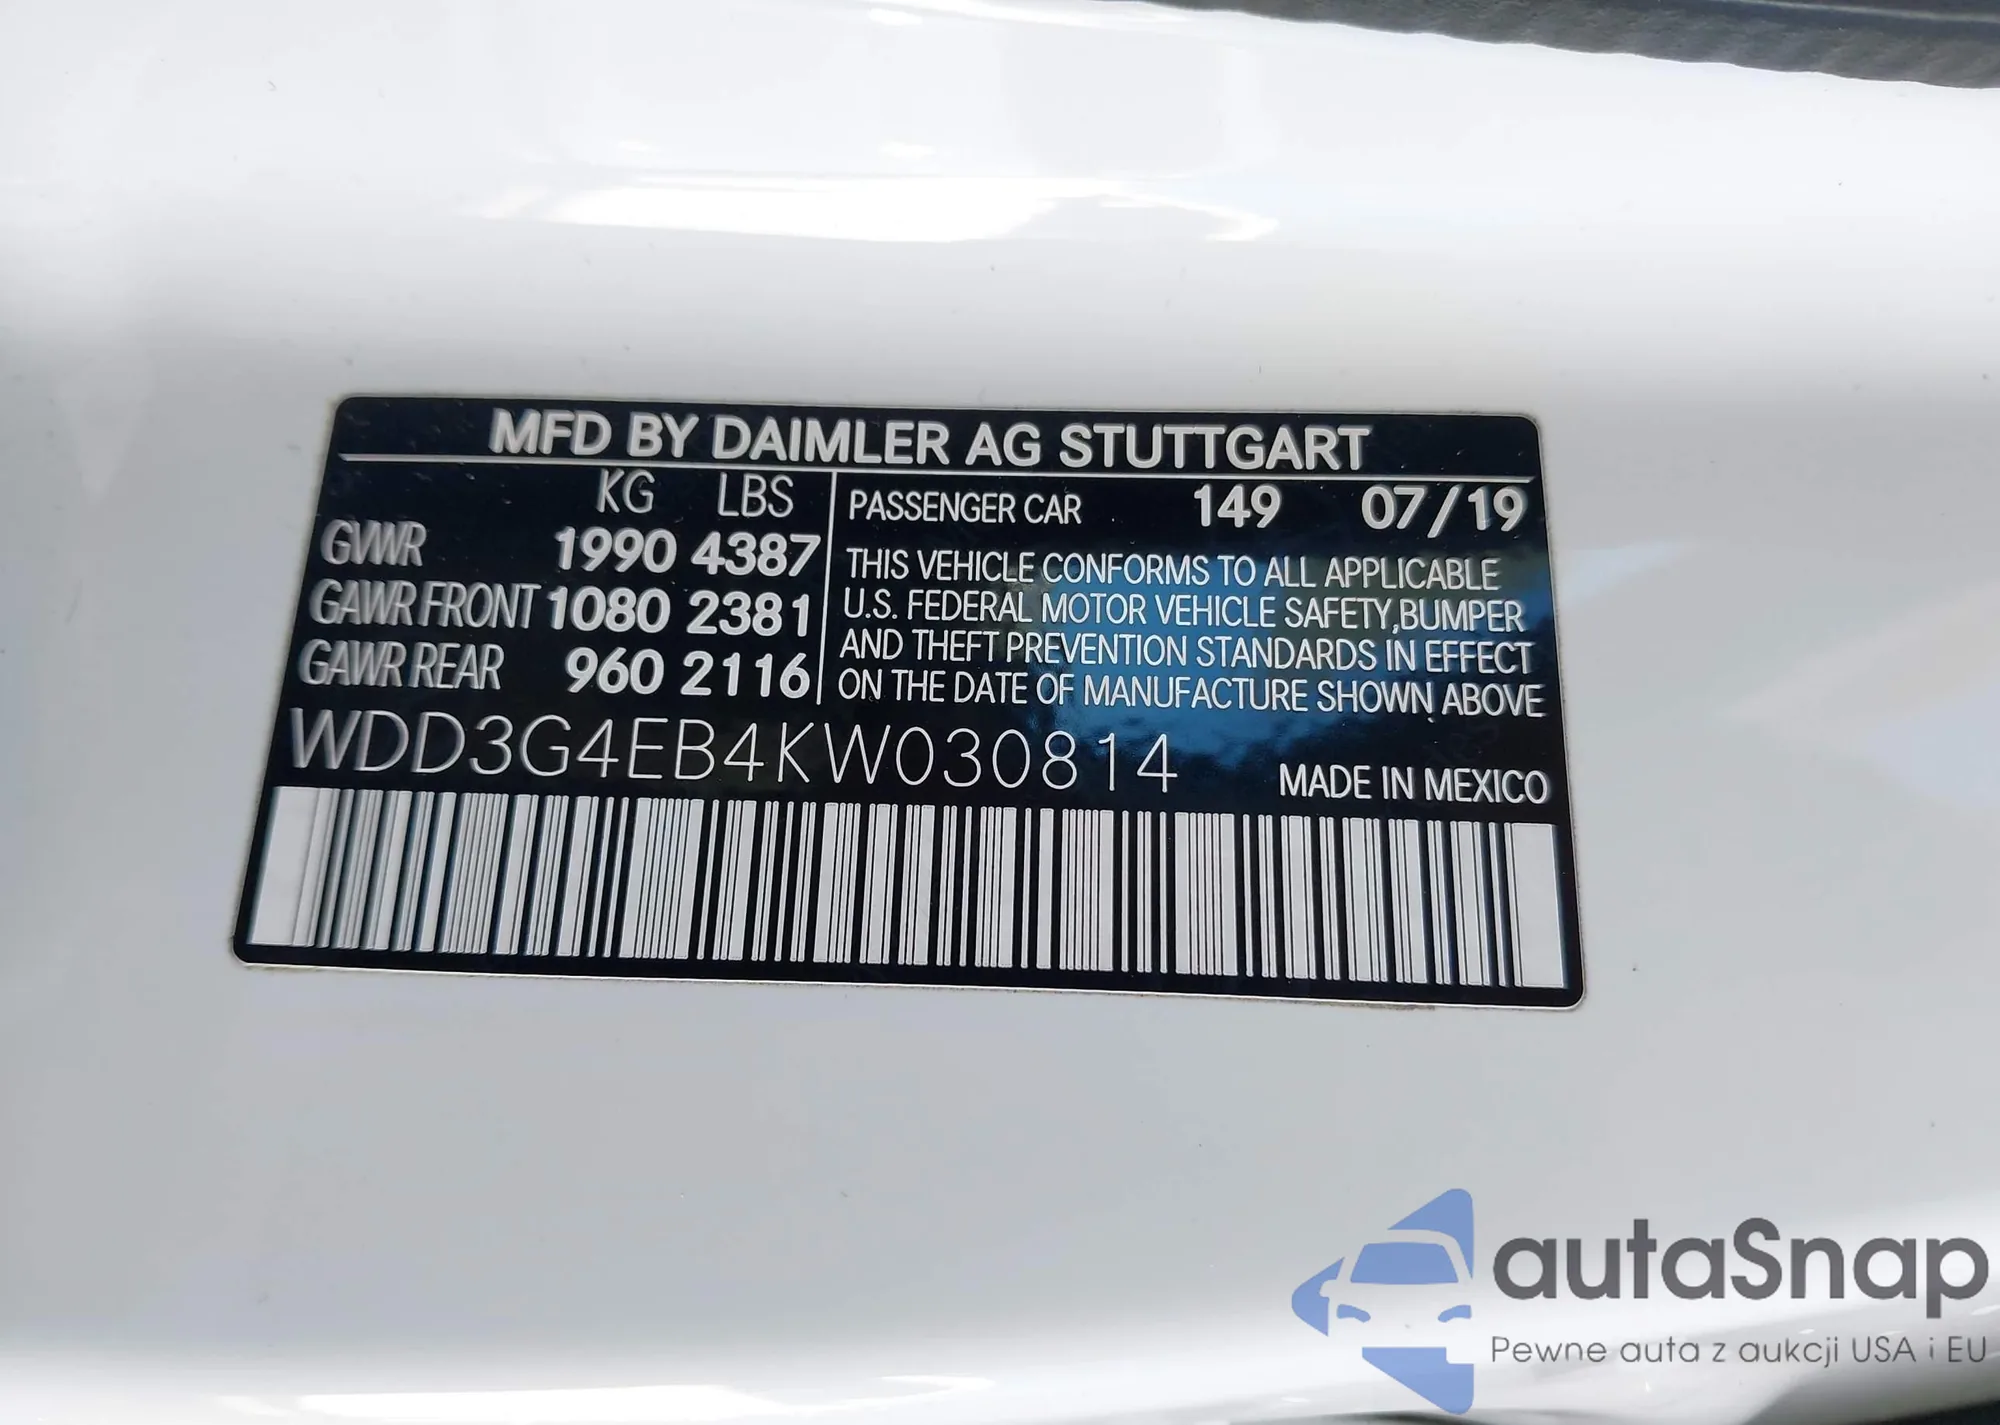 MFD BY DAIMLER AG STUTTGART
KG LBS
GVWR 1990 4387
GAWR FRONT 1080 2381
GAWR REAR 960 2116
PASSENGER CAR 149 07/19
THIS VEHICLE CONFORMS TO ALL APPLICABLE
U.S. FEDERAL MOTOR VEHICLE SAFETY,BUMPER
AND THEFT PREVENTION STANDARDS IN EFFECT
ON THE DATE OF MANUFACTURE SHOWN ABOVE
WDD3G4EB4KW030814
MADE IN MEXICO
autaSnap
Pewne auta z aukcji USA i EU